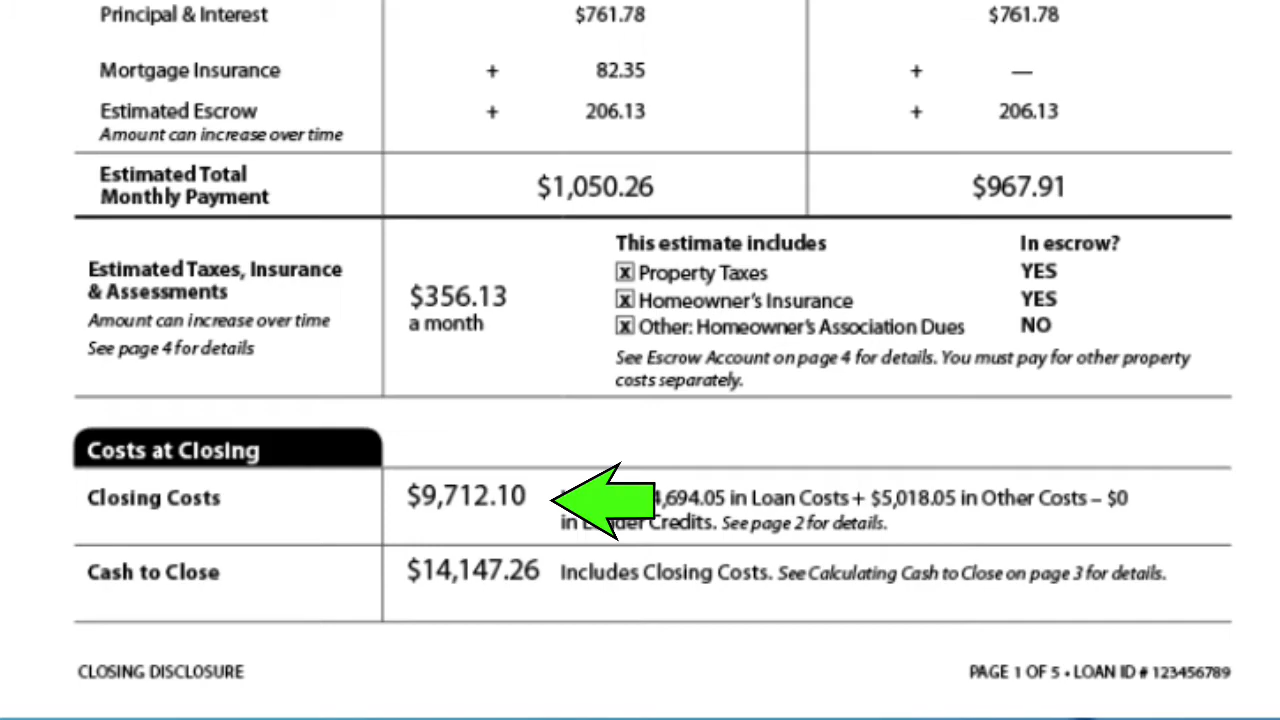 Principal & Interest $761.78 $761.78
Mortgage Insurance + 82.35 + —
Estimated Escrow + 206.13 + 206.13
Amount can increase over time
Estimated Total
Monthly Payment $1,050.26 $967.91
This estimate includes In escrow?
Estimated Taxes, Insurance
& Assessments
Amount can increase over time
See page 4 for details
$356.13
a month
x Property Taxes YES
x Homeowner's Insurance YES
x Other: Homeowner's Association Dues NO
See Escrow Account on page 4 for details. You must pay for other property
costs separately.
Costs at Closing
Closing Costs $9,712.10 4,694.05 in Loan Costs + $5,018.05 in Other Costs – $0
in Credits. See page 2 for details.
Cash to Close $14,147.26 Includes Closing Costs. See Calculating Cash to Close on page 3 for details.
CLOSING DISCLOSURE PAGE 1 OF 5 • LOAN ID # 123456789